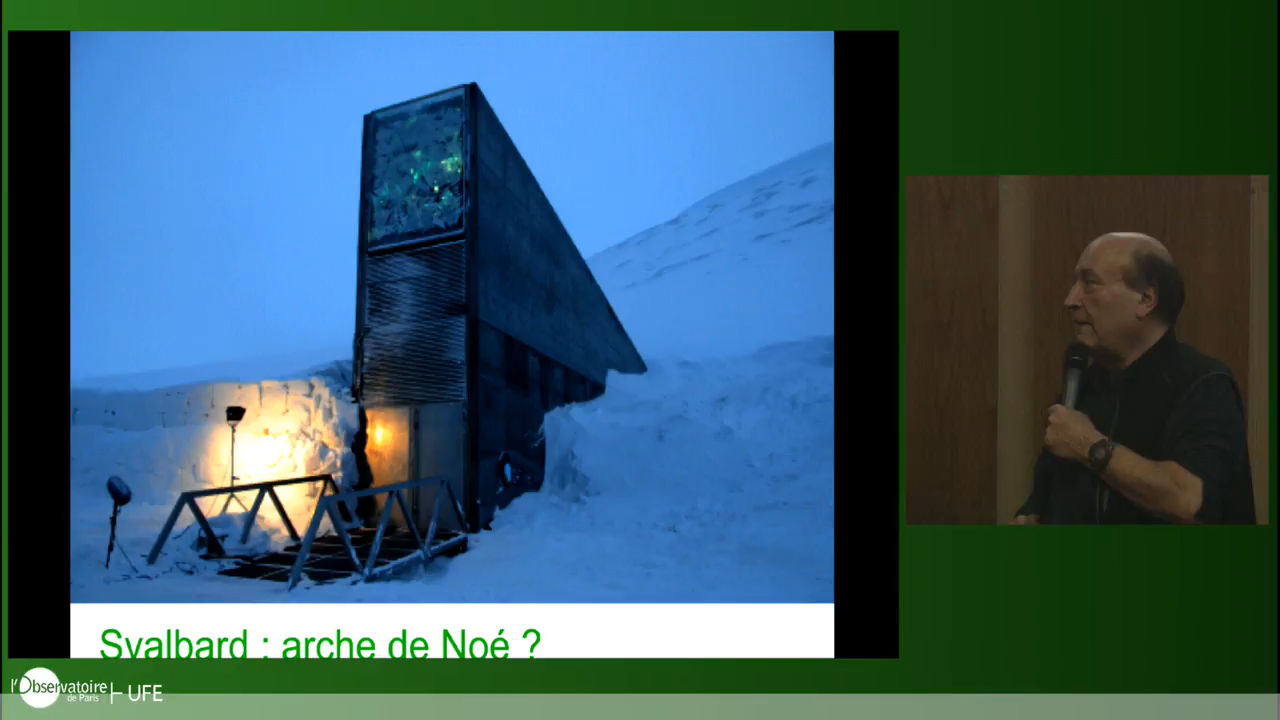 Svalbard : arche de Noé ?
l'Observatoire
de Paris
UFE